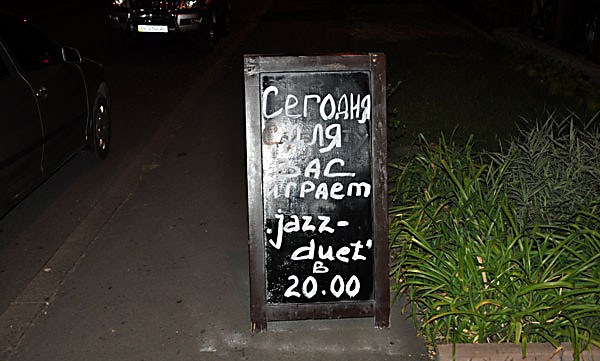 Сегодня
для
вас
играет
"jazz-
duet"
в
20.00